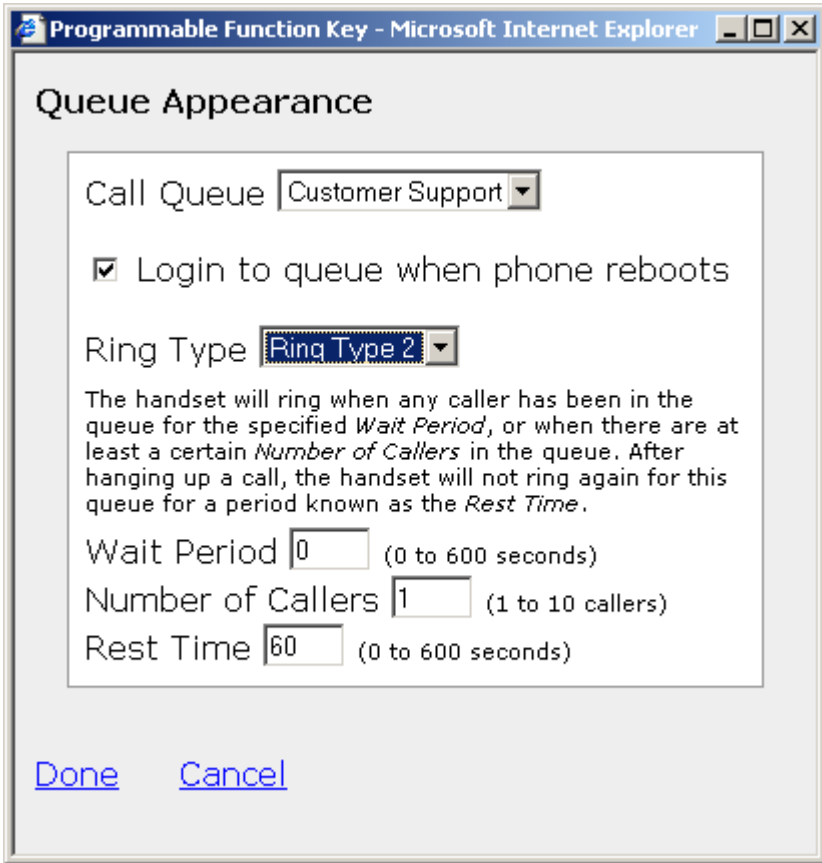 Programmable Function Key - Microsoft Internet Explorer
Queue Appearance
Call Queue Customer Support
Login to queue when phone reboots
Ring Type Ring Type 2
The handset will ring when any caller has been in the
queue for the specified Wait Period, or when there are at
least a certain Number of Callers in the queue. After
hanging up a call, the handset will not ring again for this
queue for a period known as the Rest Time.
Wait Period 0 (0 to 600 seconds)
Number of Callers 1 (1 to 10 callers)
Rest Time 60 (0 to 600 seconds)
Done Cancel